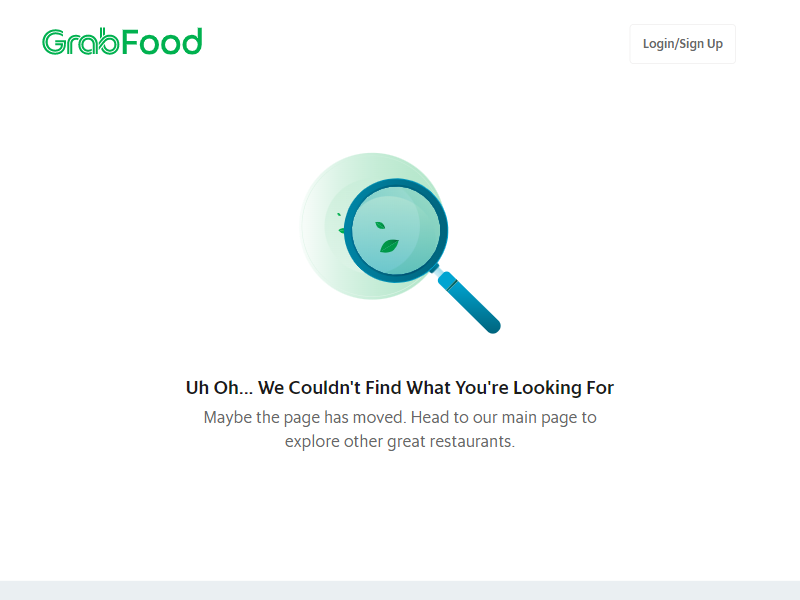 GrabFood
Login/Sign Up
Uh Oh... We Couldn't Find What You're Looking For
Maybe the page has moved. Head to our main page to
explore other great restaurants.